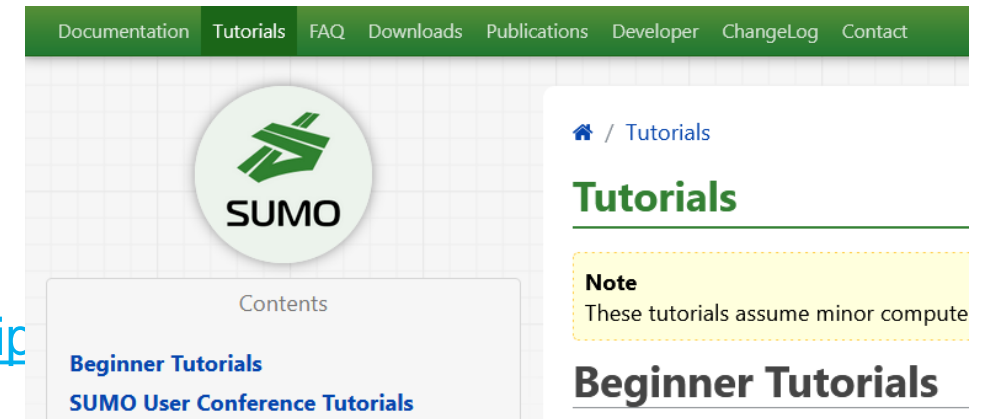 Documentation Tutorials FAQ Downloads Publications Developer ChangeLog Contact
SUMO
/ Tutorials
Tutorials
Note
These tutorials assume minor compute
Contents
Beginner Tutorials
SUMO User Conference Tutorials
Beginner Tutorials
ip